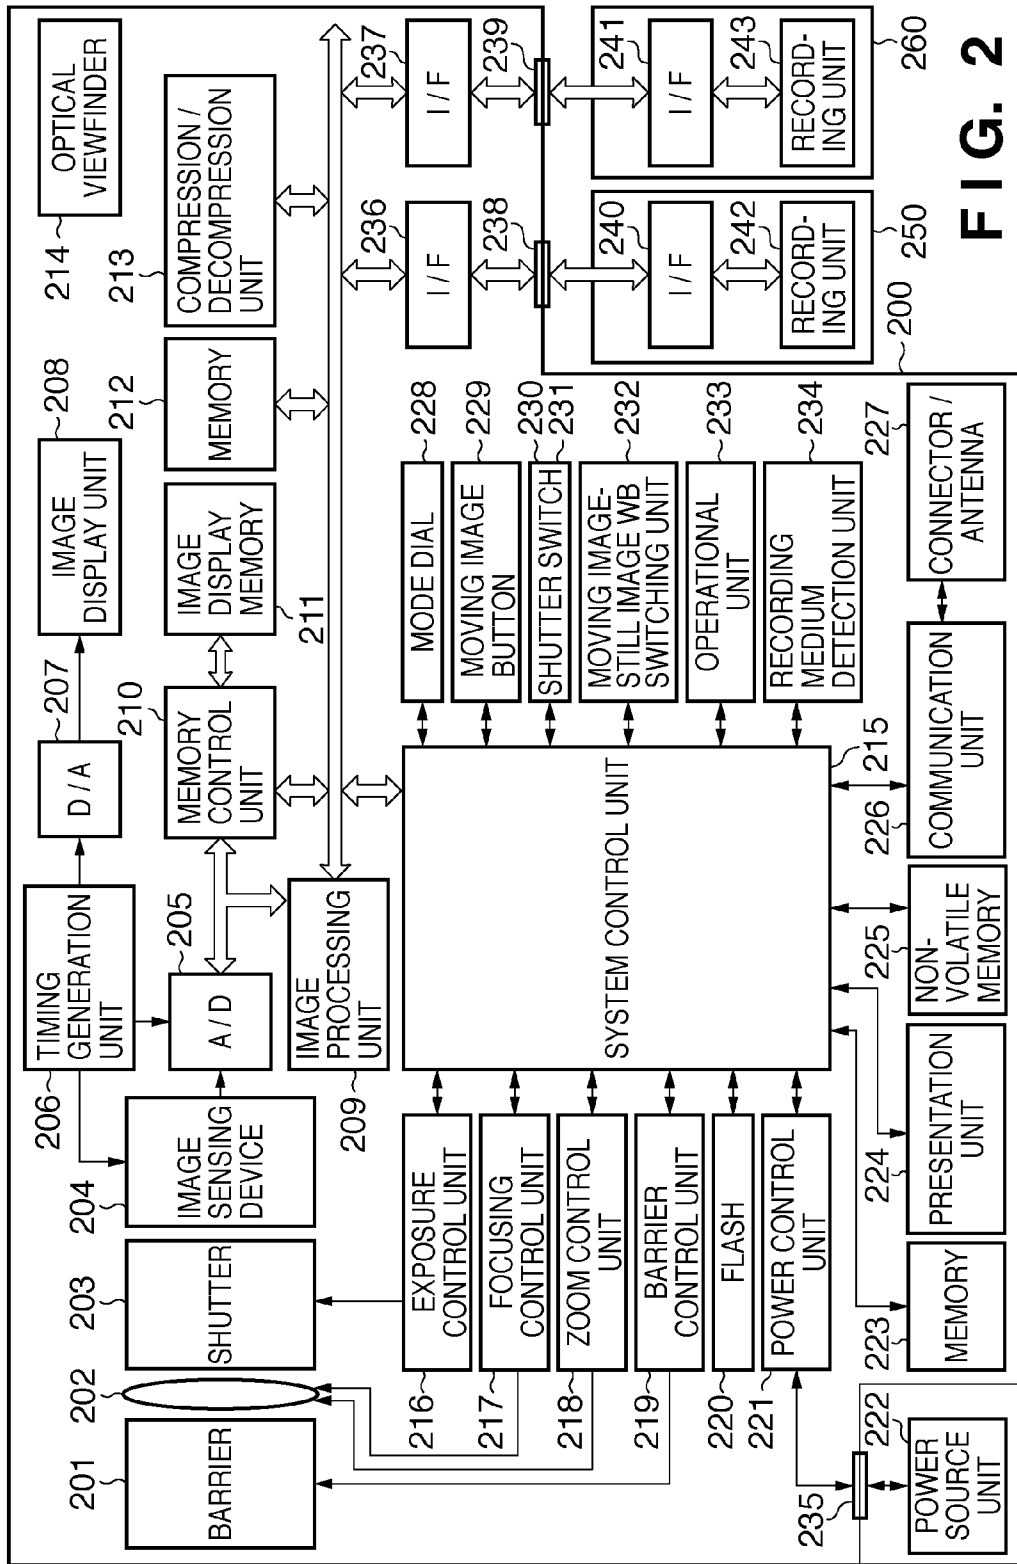 201
BARRIER
202
203
SHUTTER
204
IMAGE
SENSING
DEVICE
206
TIMING
GENERATION
UNIT
205
A/D
207
D/A
208
IMAGE
DISPLAY UNIT
214
OPTICAL
VIEWFINDER
209
IMAGE
PROCESSING
UNIT
210
MEMORY
CONTROL
UNIT
IMAGE
DISPLAY
MEMORY
211
212
MEMORY
213
COMPRESSION /
DECOMPRESSION
UNIT
216
EXPOSURE
CONTROL UNIT
217
FOCUSING
CONTROL UNIT
218
ZOOM CONTROL
UNIT
219
BARRIER
CONTROL UNIT
220
FLASH
221
POWER CONTROL
UNIT
SYSTEM CONTROL UNIT
215
MODE DIAL
228
MOVING IMAGE
BUTTON
229
SHUTTER SWITCH
230
231
MOVING IMAGE-
STILL IMAGE WB
SWITCHING UNIT
232
OPERATIONAL
UNIT
233
RECORDING
MEDIUM
DETECTION UNIT
234
236
I/F
237
I/F
238
239
240
I/F
241
I/F
242
RECORD-
ING UNIT
243
RECORD-
ING UNIT
250
260
200
235
222
POWER
SOURCE
UNIT
223
MEMORY
224
PRESENTATION
UNIT
225
NON-
VOLATILE
MEMORY
226
COMMUNICATION
UNIT
227
CONNECTOR /
ANTENNA
FIG. 2